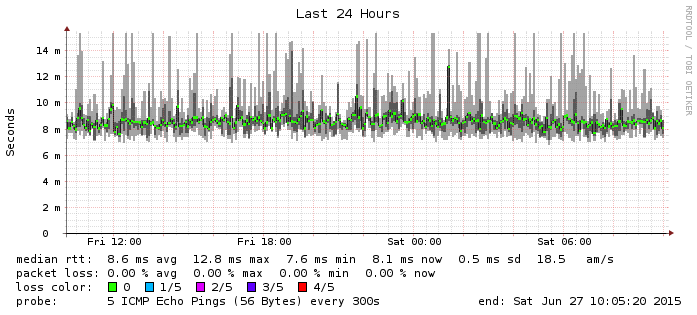 Last 24 Hours
RRDTOOL / TOBI OETIKER
Seconds
14 m
12 m
10 m
8 m
6 m
4 m
2 m
0
Fri 12:00 Fri 18:00 Sat 00:00 Sat 06:00
median rtt: 8.6 ms avg 12.8 ms max 7.6 ms min 8.1 ms now 0.5 ms sd 18.5 am/s
packet loss: 0.00 % avg 0.00 % max 0.00 % min 0.00 % now
loss color: 0 1/5 2/5 3/5 4/5
probe: 5 ICMP Echo Pings (56 Bytes) every 300s end: Sat Jun 27 10:05:20 2015